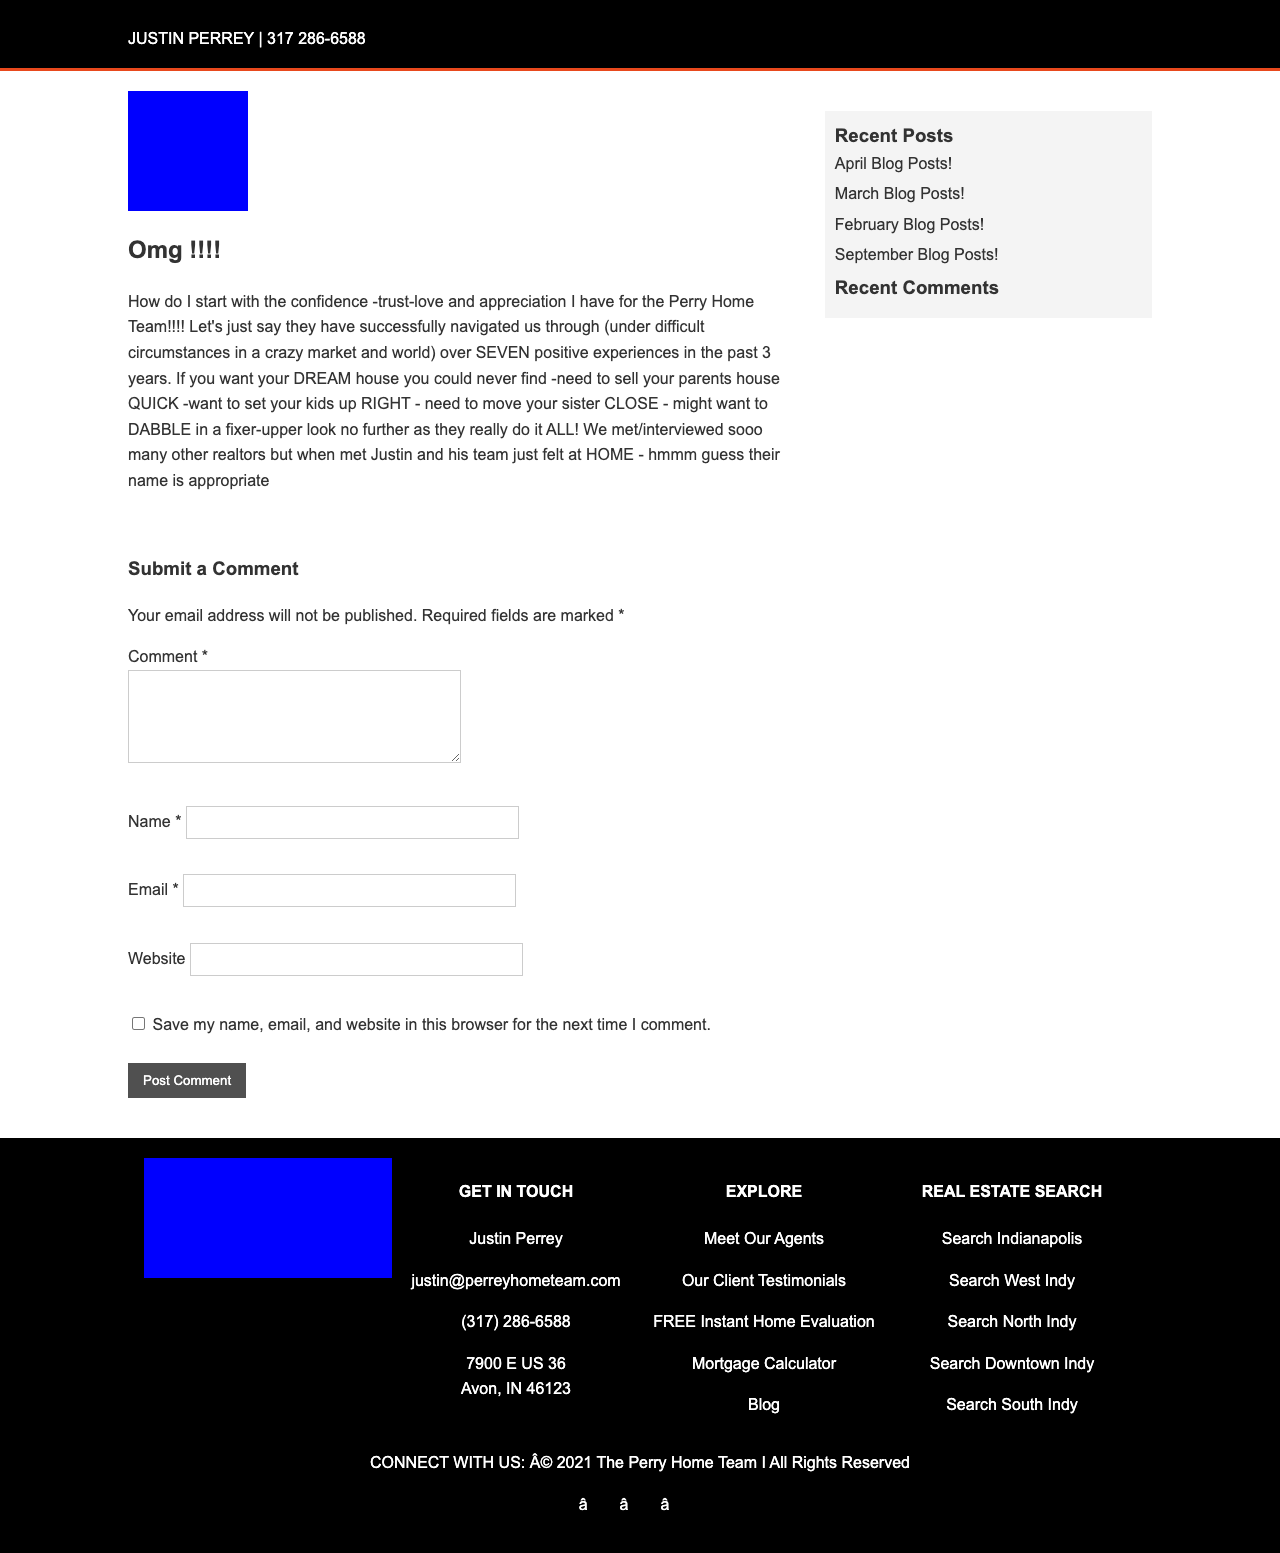 JUSTIN PERREY | 317 286-6588
Omg !!!!
How do I start with the confidence -trust-love and appreciation I have for the Perry Home
Team!!!! Let's just say they have successfully navigated us through (under difficult
circumstances in a crazy market and world) over SEVEN positive experiences in the past 3
years. If you want your DREAM house you could never find -need to sell your parents house
QUICK -want to set your kids up RIGHT - need to move your sister CLOSE - might want to
DABBLE in a fixer-upper look no further as they really do it ALL! We met/interviewed sooo
many other realtors but when met Justin and his team just felt at HOME - hmmm guess their
name is appropriate
Submit a Comment
Your email address will not be published. Required fields are marked *
Comment *
Name *
Email *
Website
Save my name, email, and website in this browser for the next time I comment.
Post Comment
Recent Posts
April Blog Posts!
March Blog Posts!
February Blog Posts!
September Blog Posts!
Recent Comments
GET IN TOUCH
Justin Perrey
justin@perreyhometeam.com
(317) 286-6588
7900 E US 36
Avon, IN 46123
EXPLORE
Meet Our Agents
Our Client Testimonials
FREE Instant Home Evaluation
Mortgage Calculator
Blog
REAL ESTATE SEARCH
Search Indianapolis
Search West Indy
Search North Indy
Search Downtown Indy
Search South Indy
CONNECT WITH US: Â© 2021 The Perry Home Team I All Rights Reserved
â â â